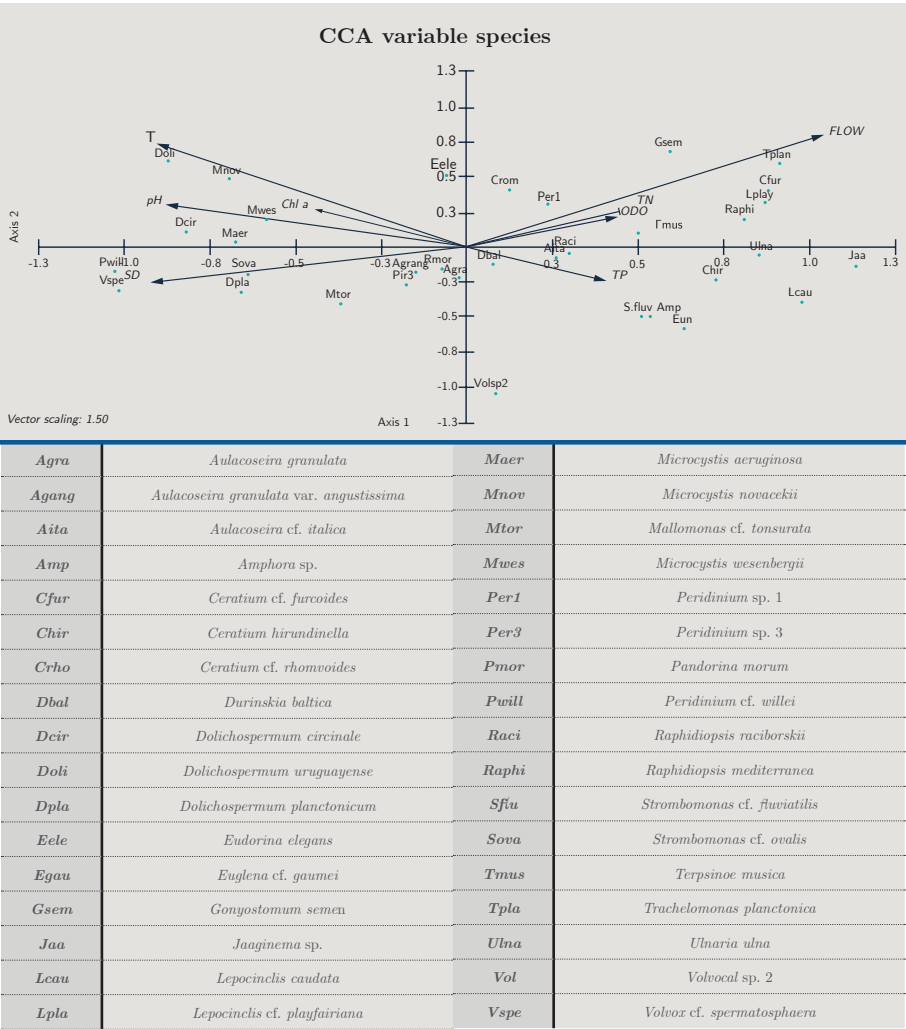 CCA variable species
1.3
1.0
T
0.8
FLOW
Gsem
Doli
Tplan
Eele
Mnov
0.5
Crom
Cfur
Per1
Lplay
pH
Chl a
TN
Mwes
0.3
ODO
Raphi
Axis 2
Dcir
Γmus
Maer
Raci
Aita
Ulna
-1.3
Pwill
-1.0
-0.8
Sova
-0.5
-0.3
Agrang
Rmor
Dbal
0.3
0.5
0.8
1.0
Jaa
1.3
Vspe
SD
Dpla
Pir3
Agra
-0.3
TP
Chir
Mtor
Lcau
-0.5
S.fluv
Amp
Eun
-0.8
-1.0
Volsp2
Vector scaling: 1.50
Axis 1
-1.3
Agra Aulacoseira granulata Maer Microcystis aeruginosa
Agang Aulacoseira granulata var. angustissima Mnov Microcystis novacekii
Aita Aulacoseira cf. italica Mtor Mallomonas cf. tonsurata
Amp Amphora sp. Mwes Microcystis wesenbergii
Cfur Ceratium cf. furcoides Per1 Peridinium sp. 1
Chir Ceratium hirundinella Per3 Peridinium sp. 3
Crho Ceratium cf. rhomvoides Pmor Pandorina morum
Dbal Durinskia baltica Pwill Peridinium cf. willei
Dcir Dolichospermum circinale Raci Raphidiopsis raciborskii
Doli Dolichospermum uruguayense Raphi Raphidiopsis mediterranea
Dpla Dolichospermum planctonicum Sflu Strombomonas cf. fluviatilis
Eele Eudorina elegans Sova Strombomonas cf. ovalis
Egau Euglena cf. gaumei Tmus Terpsinoe musica
Gsem Gonyostomum semen Tpla Trachelomonas planctonica
Jaa Jaaginema sp. Ulna Ulnaria ulna
Lcau Lepocinclis caudata Vol Volvocal sp. 2
Lpla Lepocinclis cf. playfairiana Vspe Volvox cf. spermatosphaera